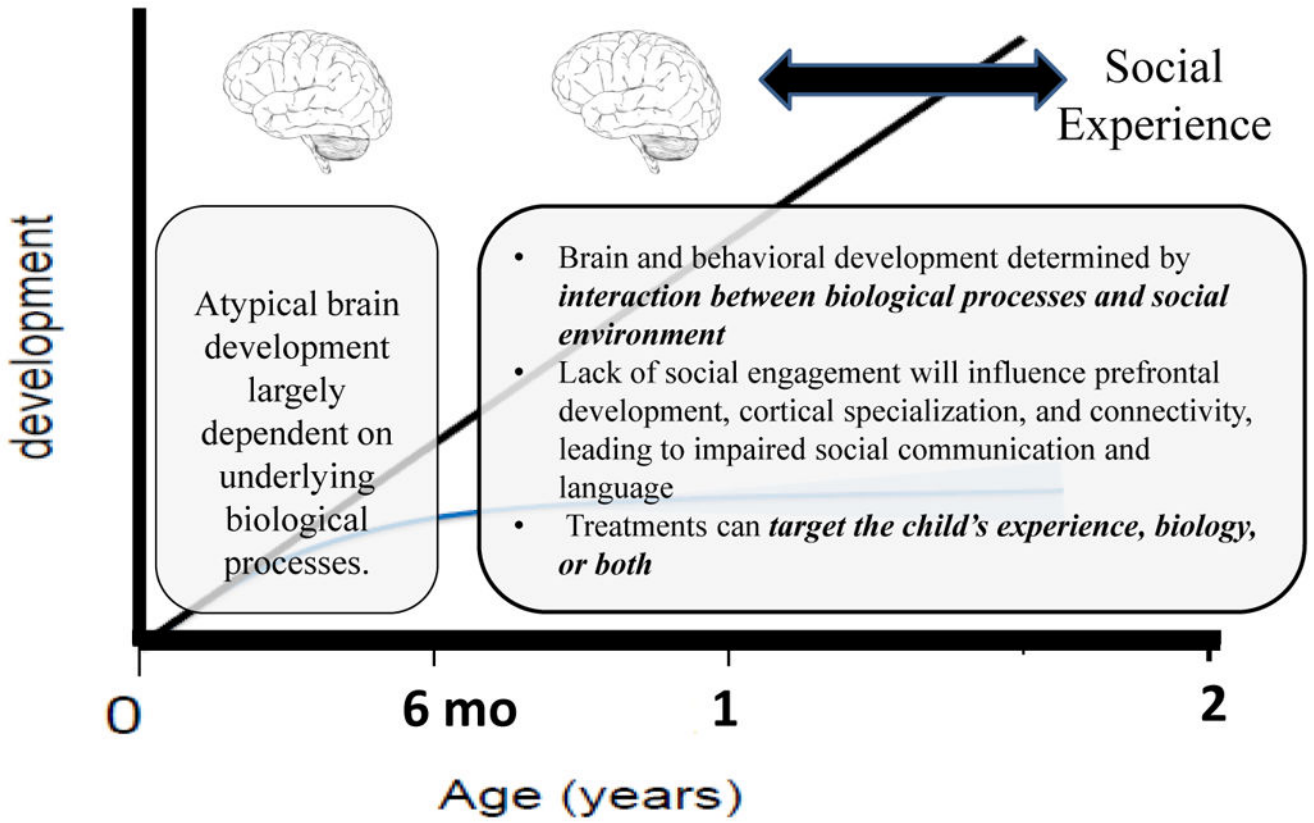 Social
Experience
development
Atypical brain
development
largely
dependent on
underlying
biological
processes.
• Brain and behavioral development determined by
interaction between biological processes and social
environment
• Lack of social engagement will influence prefrontal
development, cortical specialization, and connectivity,
leading to impaired social communication and
language
• Treatments can target the child's experience, biology,
or both
0 6 mo 1 2
Age (years)